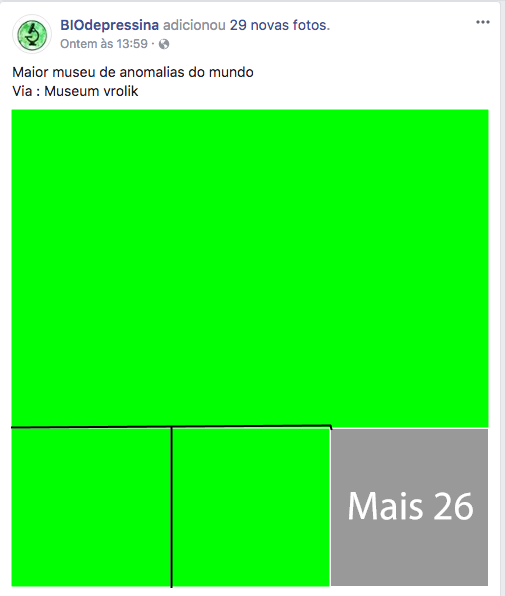 BIOdepressina adicionou 29 novas fotos.
Ontem às 13:59 ·
Maior museu de anomalias do mundo
Via : Museum vrolik
Mais 26